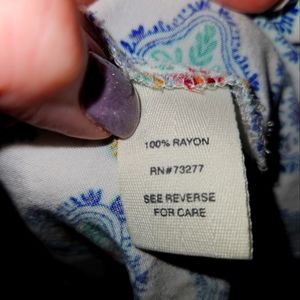 100% RAYON
RN#73277
SEE REVERSE
FOR CARE